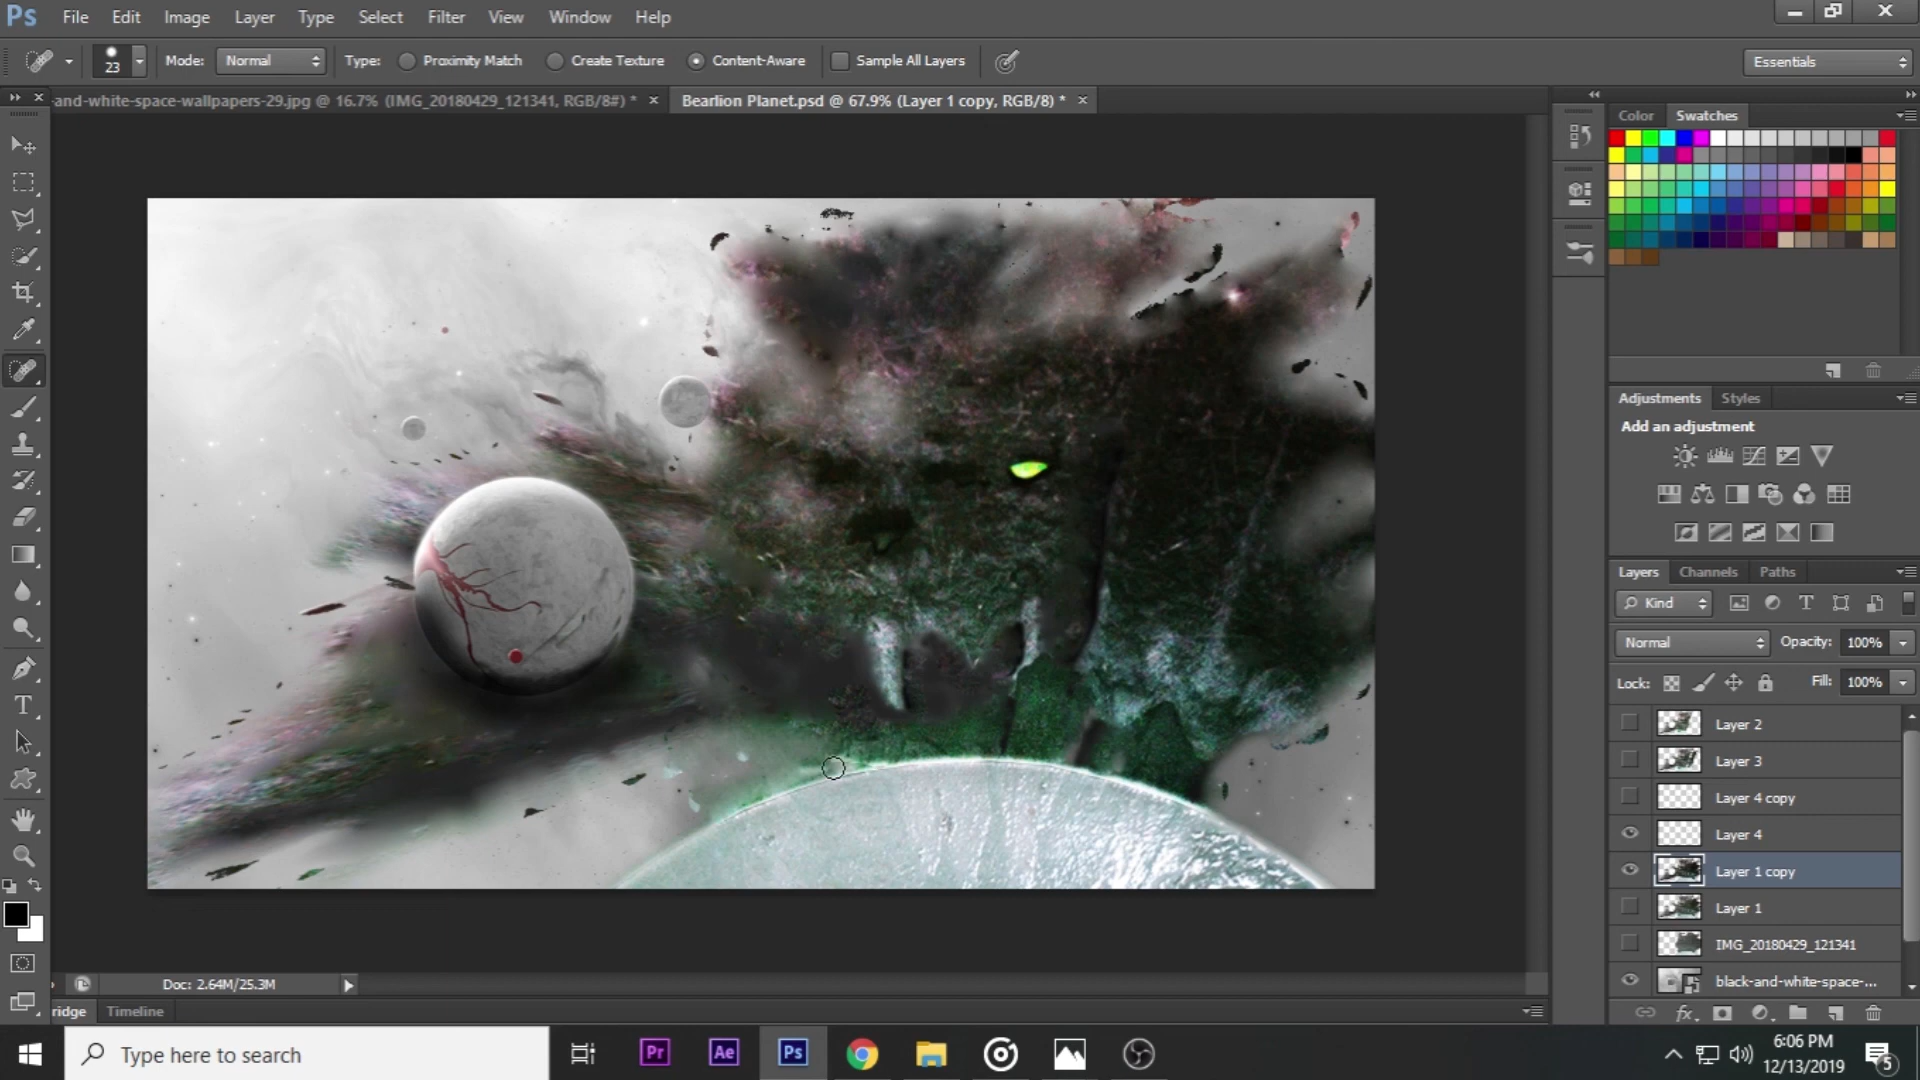 Ps File Edit Image Layer Type Select Filter View Window Help
23 Mode: Normal Type: Proximity Match Create Texture Content-Aware Sample All Layers Essentials
-and-white-space-wallpapers-29.jpg @ 16.7% (IMG_20180429_121341, RGB/8#) * Bearlion Planet.psd @ 67.9% (Layer 1 copy, RGB/8) *
Color Swatches
Adjustments Styles
Add an adjustment
Layers Channels Paths
Kind
Normal Opacity: 100%
Lock: Fill: 100%
Layer 2
Layer 3
Layer 4 copy
Layer 4
Layer 1 copy
Layer 1
IMG_20180429_121341
black-and-white-space-...
fx
Doc: 2.64M/25.3M
ridge Timeline
Type here to search
Pr Ae Ps
6:06 PM
12/13/2019
5